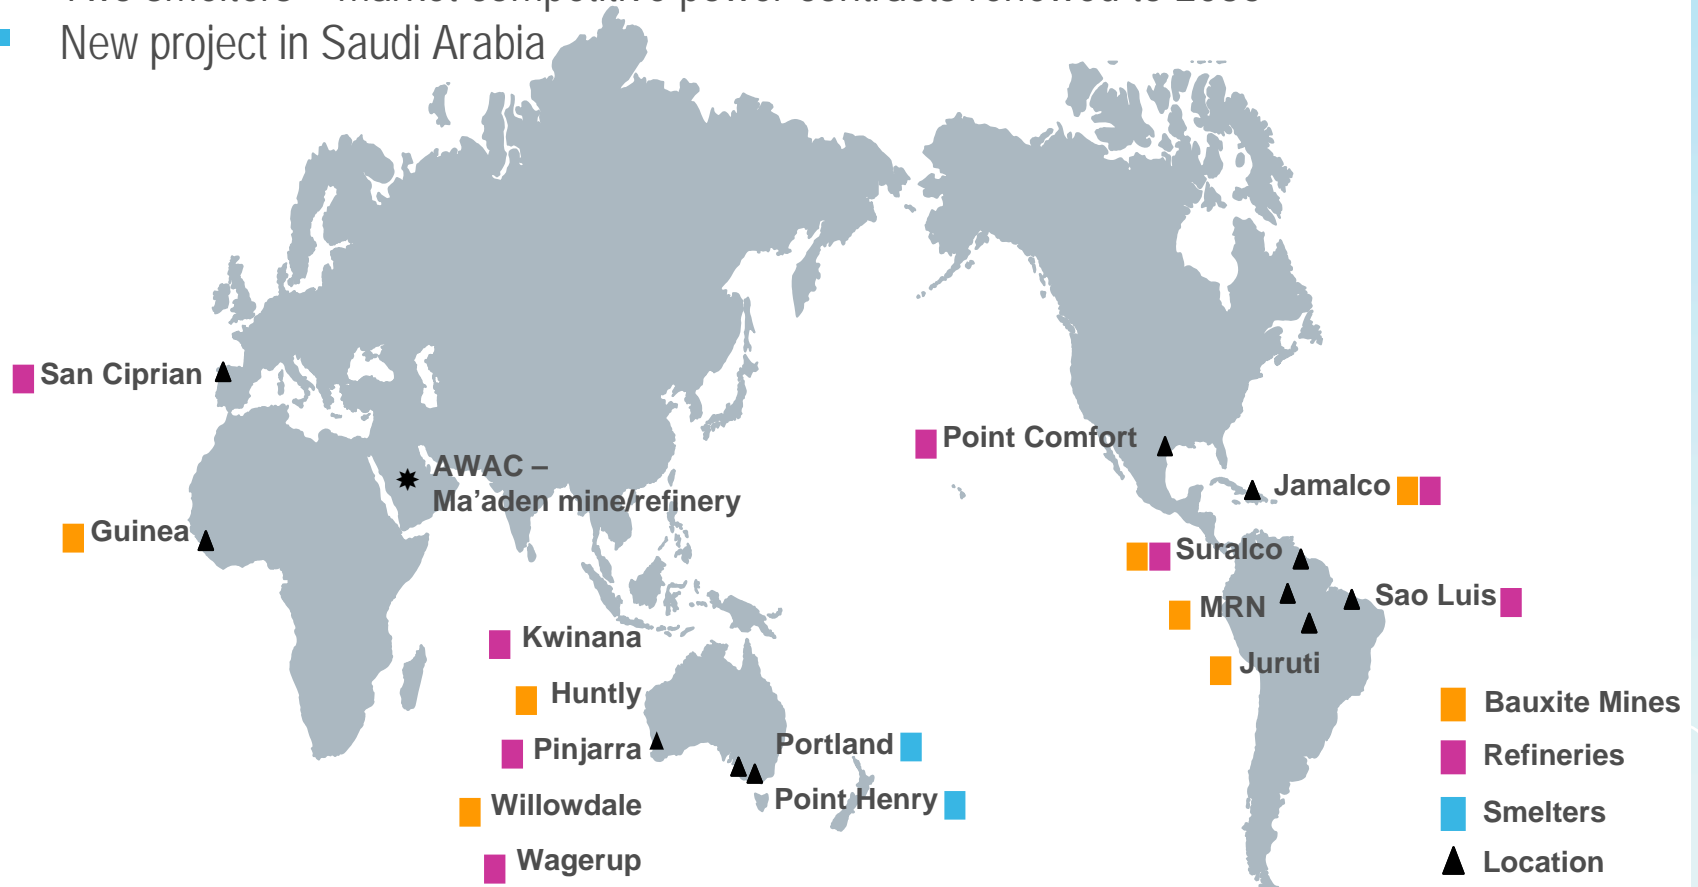 New project in Saudi Arabia
San Ciprian
Point Comfort
AWAC –
Ma’aden mine/refinery
Jamalco
Guinea
Suralco
Sao Luis
MRN
Kwinana
Juruti
Huntly
Bauxite Mines
Pinjarra
Portland
Refineries
Willowdale
Point Henry
Smelters
Wagerup
Location